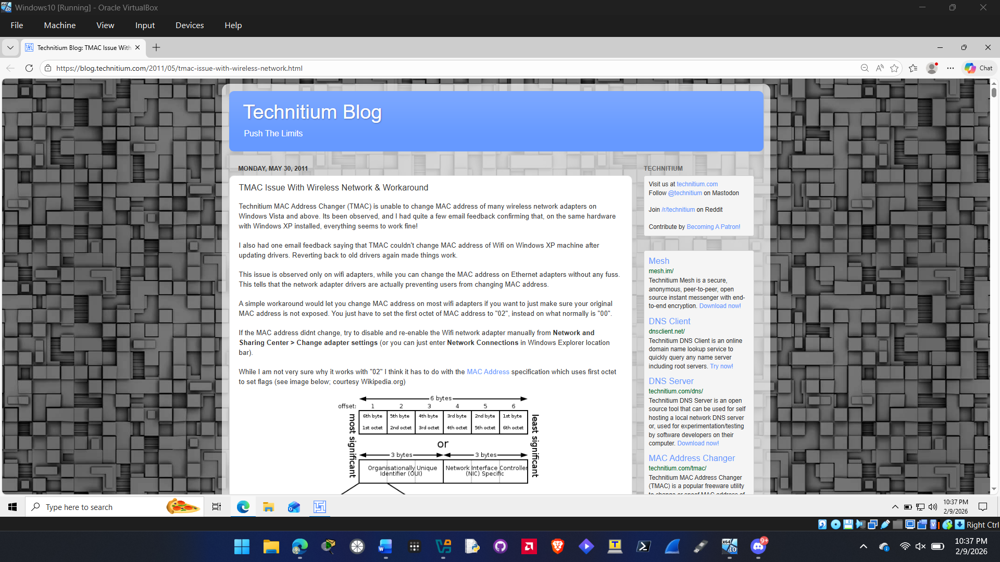 Windows10 [Running] - Oracle VirtualBox
File Machine View Input Devices Help
Technitium Blog: TMAC Issue With
https://blog.technitium.com/2011/05/tmac-issue-with-wireless-network.html
Chat
Technitium Blog
Push The Limits
MONDAY, MAY 30, 2011
TMAC Issue With Wireless Network & Workaround
Technitium MAC Address Changer (TMAC) is unable to change MAC address of many wireless network adapters on
Windows Vista and above. Its been observed, and I had quite a few email feedback confirming that, on the same hardware
with Windows XP installed, everything seems to work fine!
I also had one email feedback saying that TMAC couldn't change MAC address of Wifi on Windows XP machine after
updating drivers. Reverting back to old drivers again made things work.
This issue is observed only on wifi adapters, while you can change the MAC address on Ethernet adapters without any fuss.
This tells that the network adapter drivers are actually preventing users from changing MAC address.
A simple workaround would let you change MAC address on most wifi adapters if you want to just make sure your original
MAC address is not exposed. You just have to set the first octet of MAC address to "02", instead on what normally is "00".
If the MAC address didnt change, try to disable and re-enable the Wifi network adapter manually from Network and
Sharing Center > Change adapter settings (or you can just enter Network Connections in Windows Explorer location
bar).
While I am not very sure why it works with "02" I think it has to do with the MAC Address specification which uses first octet
to set flags (see image below; courtesy Wikipedia.org)
6 bytes
offset: 1 2 3 4 5 6
most significant
6th byte 5th byte 4th byte 3rd byte 2nd byte 1st byte
1st octet 2nd octet 3rd octet 4th octet 5th octet 6th octet
least significant
or
3 bytes 3 bytes
Organisationally Unique
Identifier (OUI)
Network Interface Controller
(NIC) Specific
TECHNITIUM
Visit us at technitium.com
Follow @technitium on Mastodon
Join /r/technitium on Reddit
Contribute by Becoming A Patron!
Mesh
mesh.im/
Technitium Mesh is a secure,
anonymous, peer-to-peer, open
source instant messenger with end-
to-end encryption. Download now!
DNS Client
dnsclient.net/
Technitium DNS Client is an online
domain name lookup service to
quickly query any name server
including root servers. Try now!
DNS Server
technitium.com/dns/
Technitium DNS Server is an open
source tool that can be used for self
hosting a local network DNS server
or, used for experimentation/testing
by software developers on their
computer. Download now!
MAC Address Changer
technitium.com/tmac/
Technitium MAC Address Changer
(TMAC) is a popular freeware utility
to change or spoof MAC address of
Type here to search
10:37 PM
2/9/2026
Right Ctrl
x64
10
9+
10:37 PM
2/9/2026